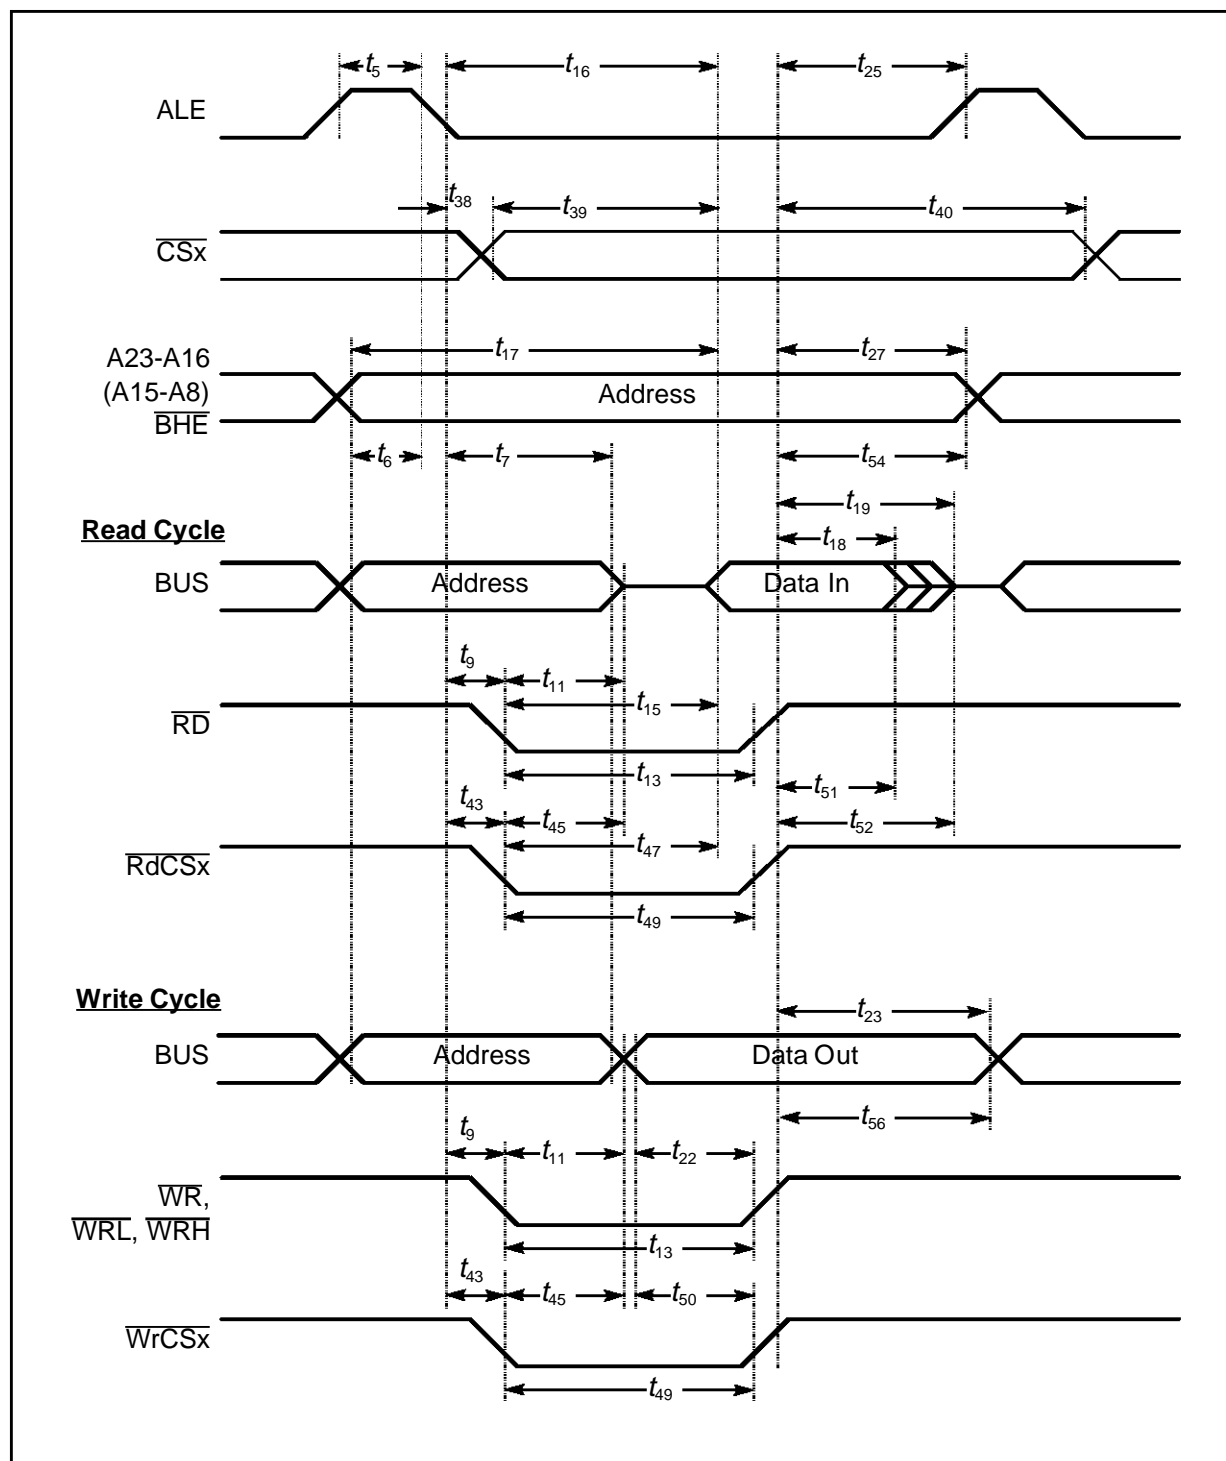 t5 t16 t25
ALE
t38 t39 t40
CSx
t17 t27
A23-A16
(A15-A8)
Address
BHE
t6 t7 t54
t19
Read Cycle
t18
BUS Address Data In
t9 t11
t15
RD
t13 t51
t43 t45 t52
t47
RdCSx
t49
Write Cycle
t23
BUS Address Data Out
t56
t9 t11 t22
WR,
WRL, WRH
t13
t43 t45 t50
WrCSx
t49